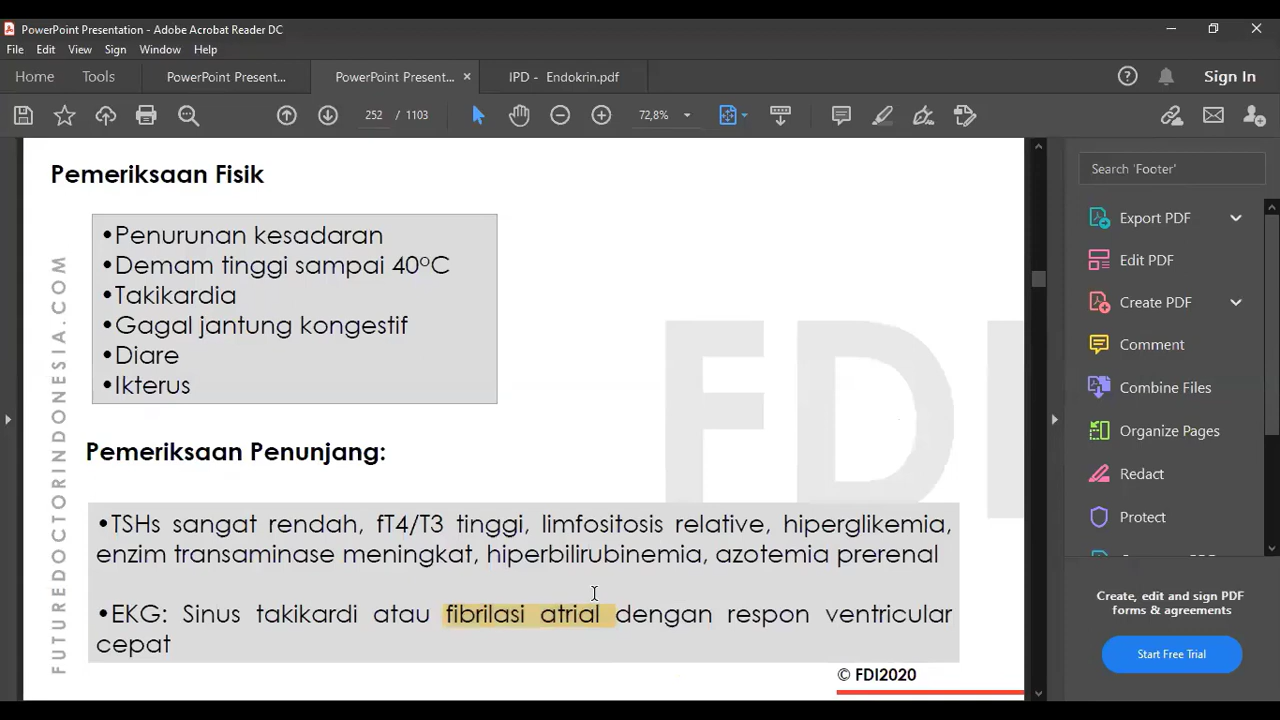 PowerPoint Presentation - Adobe Acrobat Reader DC
File Edit View Sign Window Help
Home Tools PowerPoint Present... PowerPoint Present... × IPD - Endokrin.pdf Sign In
252 / 1103 72,8%
Pemeriksaan Fisik
•Penurunan kesadaran
•Demam tinggi sampai 40°C
•Takikardia
•Gagal jantung kongestif
•Diare
•Ikterus
Pemeriksaan Penunjang:
•TSHs sangat rendah, fT4/T3 tinggi, limfositosis relative, hiperglikemia,
enzim transaminase meningkat, hiperbilirubinemia, azotemia prerenal
•EKG: Sinus takikardi atau fibrilasi atrial dengan respon ventricular
cepat
© FDI2020
FUTUREDOCTORINDONESIA.COM
FDI
Search 'Footer'
Export PDF
Edit PDF
Create PDF
Comment
Combine Files
Organize Pages
Redact
Protect
Create, edit and sign PDF
forms & agreements
Start Free Trial